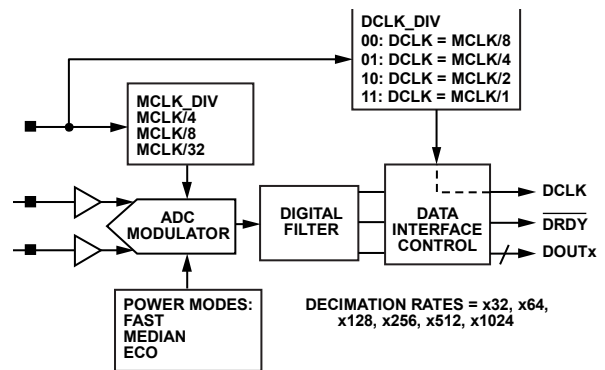 DCLK_DIV
00: DCLK = MCLK/8
01: DCLK = MCLK/4
10: DCLK = MCLK/2
11: DCLK = MCLK/1
MCLK_DIV
MCLK/4
MCLK/8
MCLK/32
ADC
MODULATOR
DIGITAL
FILTER
DATA
INTERFACE
CONTROL
DCLK
DRDY
DOUTx
POWER MODES:
FAST
MEDIAN
ECO
DECIMATION RATES = x32, x64,
x128, x256, x512, x1024